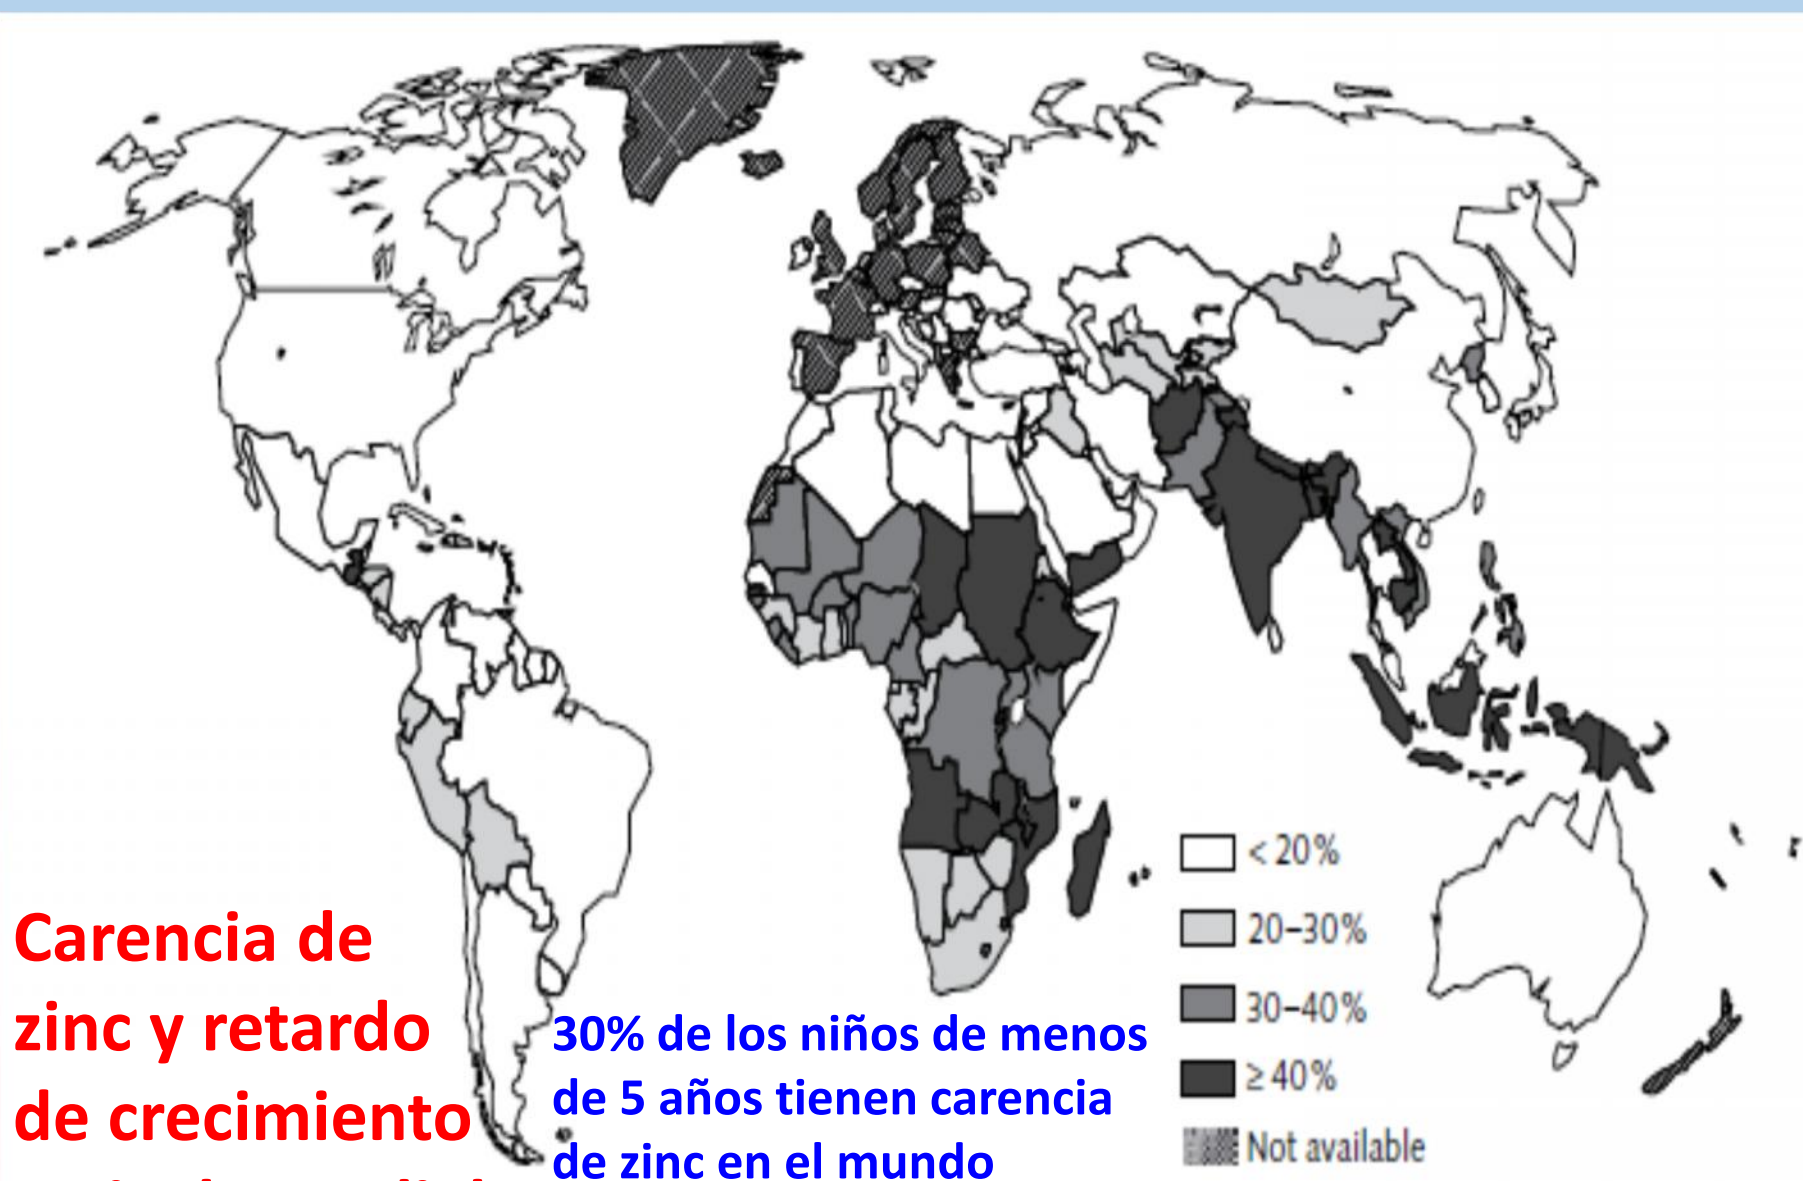 Carencia de
zinc y retardo
de crecimiento
30% de los niños de menos
de 5 años tienen carencia
de zinc en el mundo
< 20%
20–30%
30–40%
≥ 40%
Not available